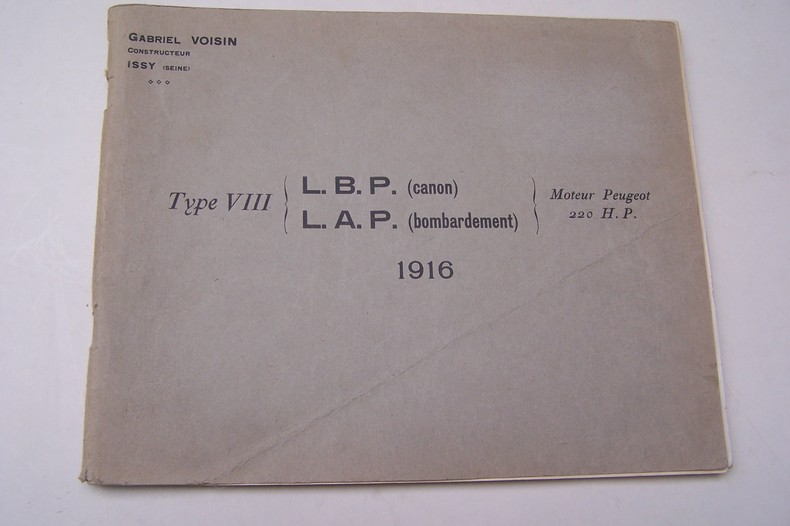 GABRIEL VOISIN
CONSTRUCTEUR
ISSY (SEINE)
Type VIII
L. B. P. (canon)
L. A. P. (bombardement)
Moteur Peugeot
220 H. P.
1916